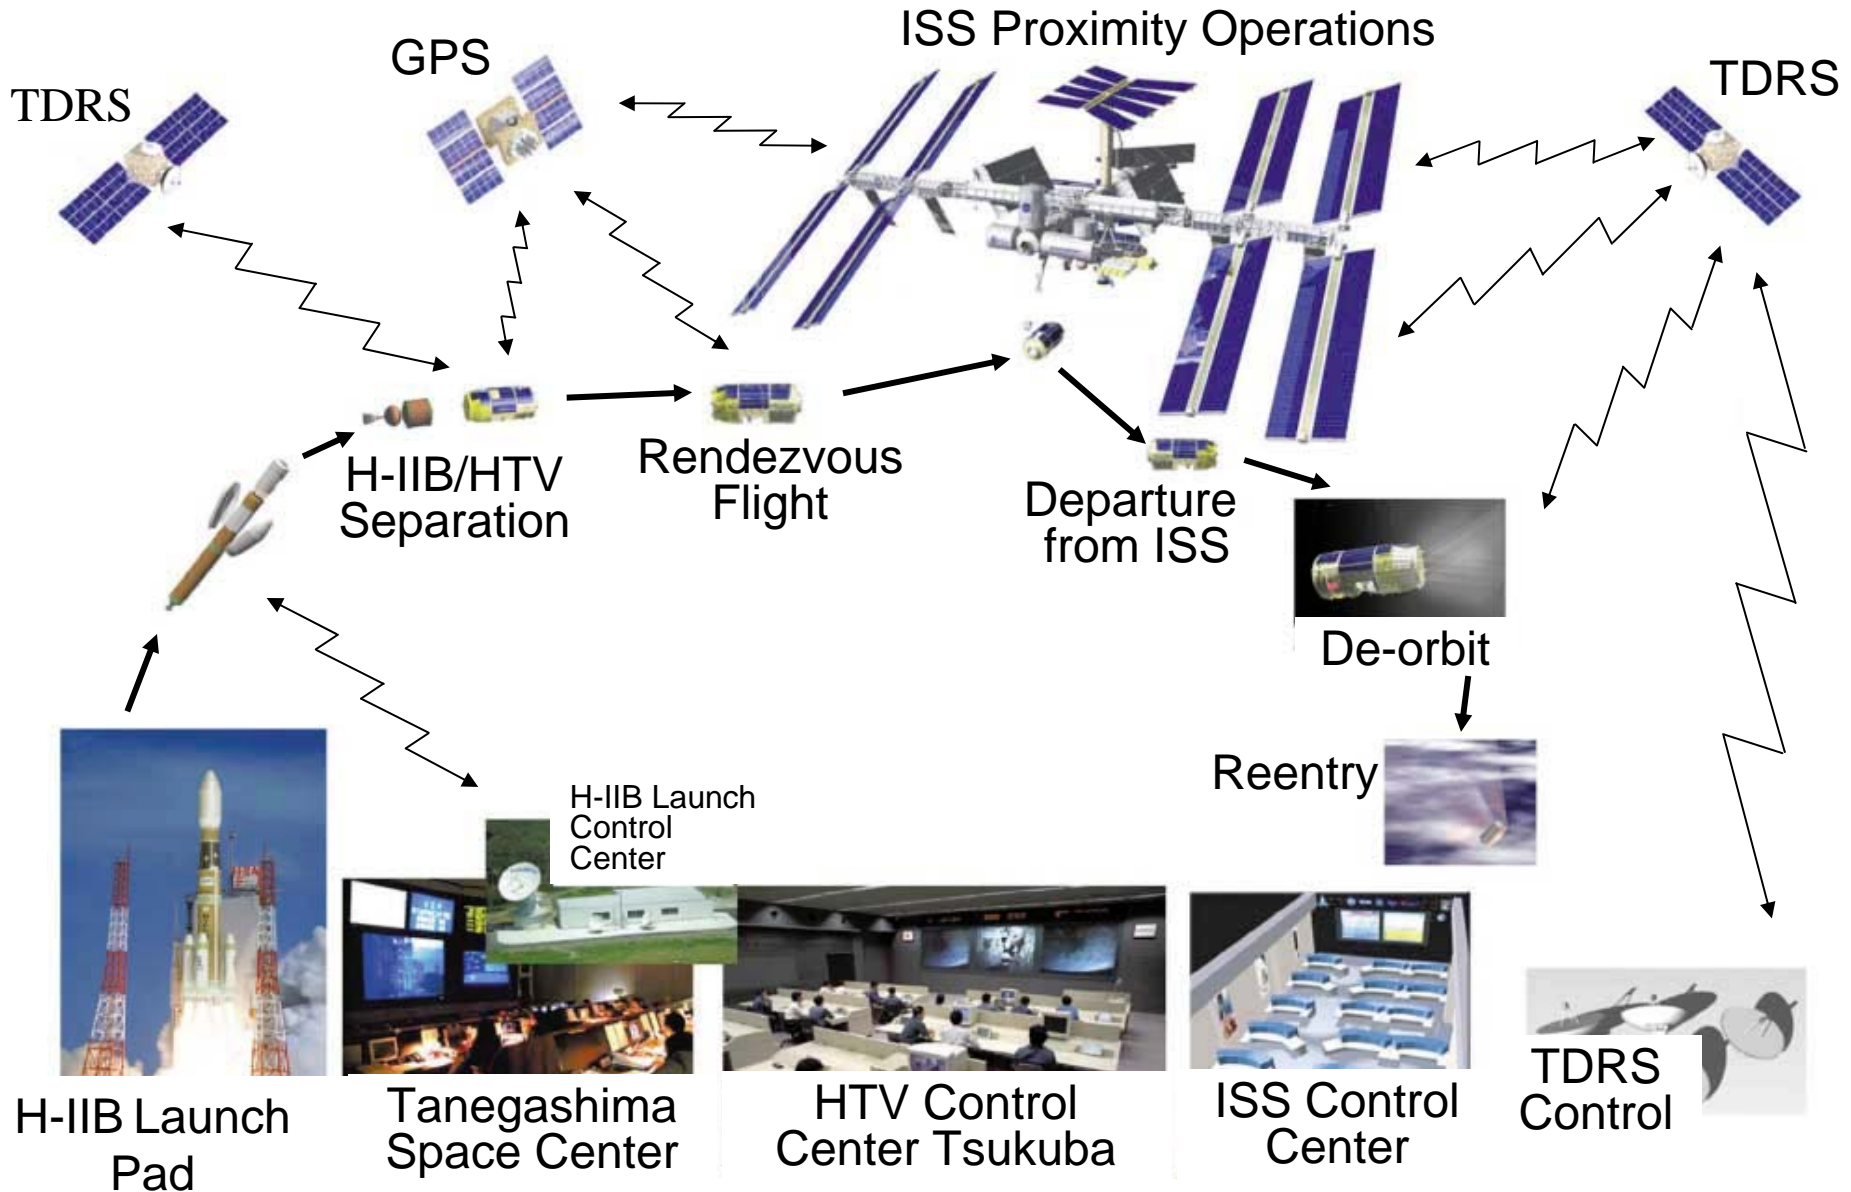 ISS Proximity Operations
GPS
TDRS
TDRS
H-IIB/HTV
Separation
Rendezvous
Flight
Departure
from ISS
De-orbit
Reentry
H-IIB Launch
Control
Center
H-IIB Launch
Pad
Tanegashima
Space Center
HTV Control
Center Tsukuba
ISS Control
Center
TDRS
Control